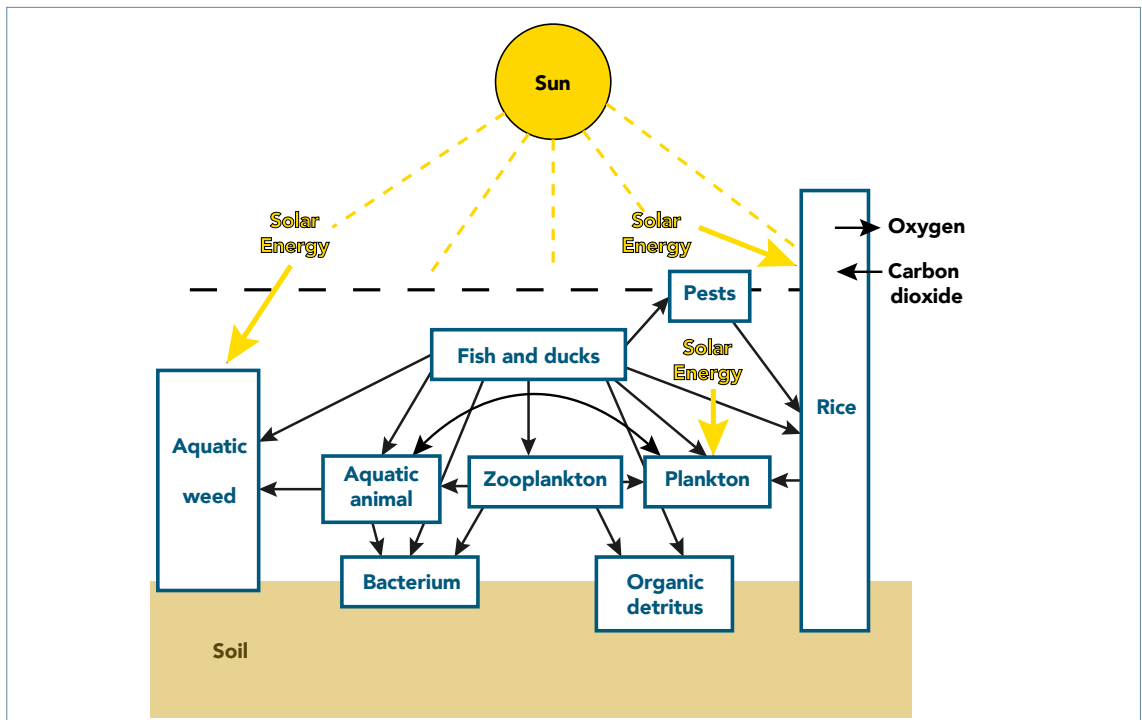 Sun
Solar
Energy
Solar
Energy
Oxygen
Carbon
dioxide
Pests
Fish and ducks
Solar
Energy
Rice
Aquatic
weed
Aquatic
animal
Zooplankton
Plankton
Bacterium
Organic
detritus
Soil